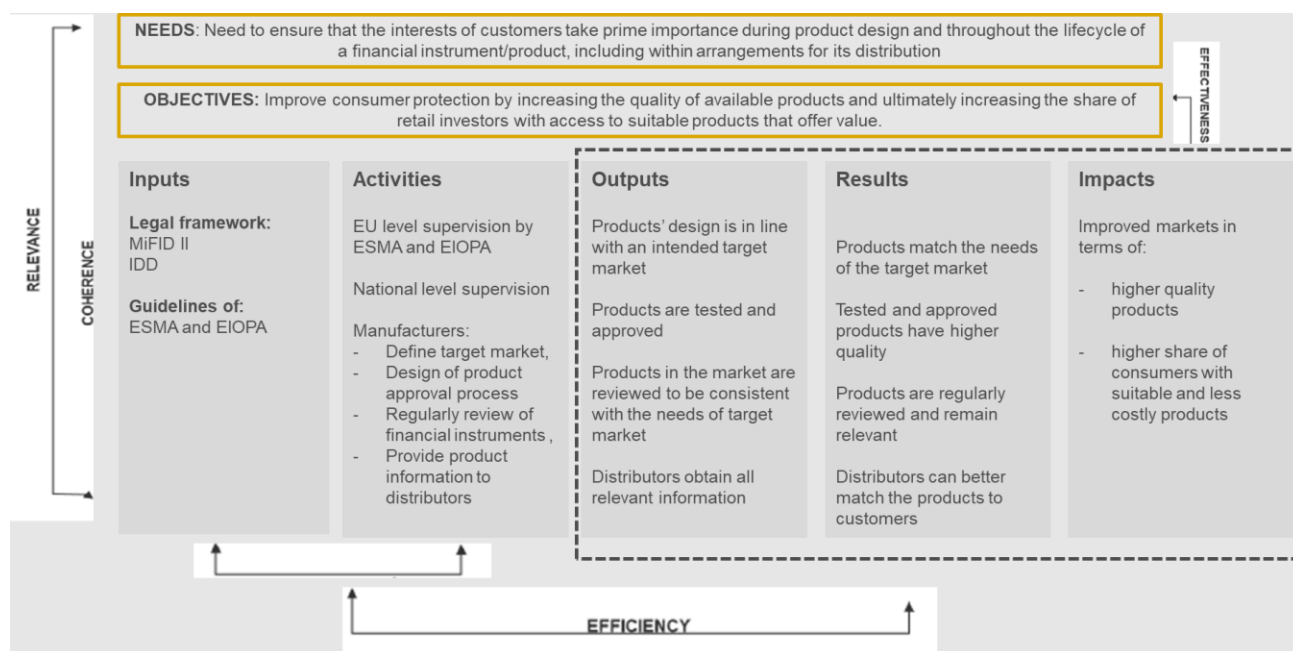 NEEDS: Need to ensure that the interests of customers take prime importance during product design and throughout the lifecycle of
a financial instrument/product, including within arrangements for its distribution
OBJECTIVES: Improve consumer protection by increasing the quality of available products and ultimately increasing the share of
retail investors with access to suitable products that offer value.
EFFECTIVENESS
RELEVANCE
COHERENCE
Inputs
Legal framework:
MiFID II
IDD
Guidelines of:
ESMA and EIOPA
Activities
EU level supervision by
ESMA and EIOPA
National level supervision
Manufacturers:
- Define target market,
- Design of product
approval process
- Regularly review of
financial instruments ,
- Provide product
information to
distributors
Outputs
Products' design is in line
with an intended target
market
Products are tested and
approved
Products in the market are
reviewed to be consistent
with the needs of target
market
Distributors obtain all
relevant information
Results
Products match the needs
of the target market
Tested and approved
products have higher
quality
Products are regularly
reviewed and remain
relevant
Distributors can better
match the products to
customers
Impacts
Improved markets in
terms of:
- higher quality
products
- higher share of
consumers with
suitable and less
costly products
EFFICIENCY